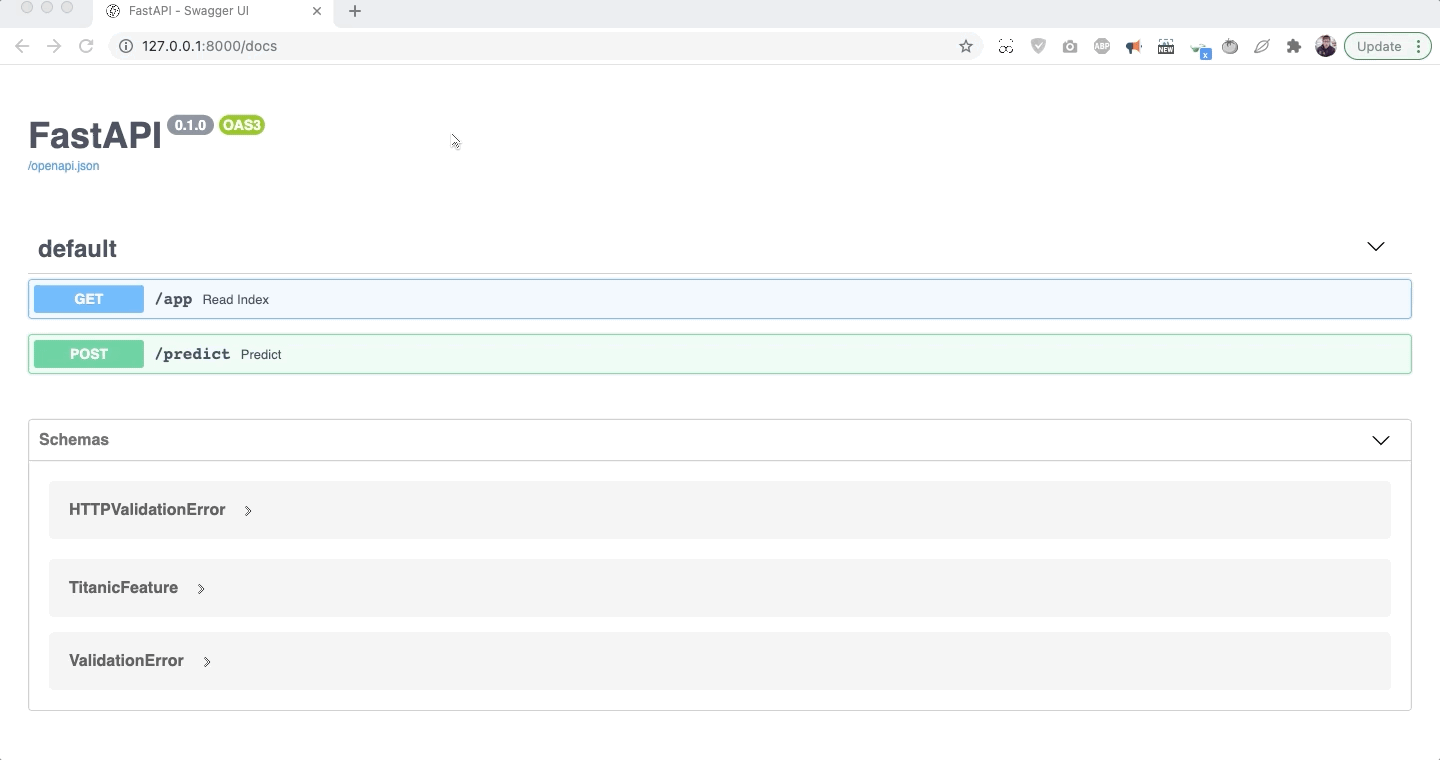 FastAPI - Swagger UI
127.0.0.1:8000/docs
ABP
NEW
x
Update
FastAPI 0.1.0 OAS3
/openapi.json
default
GET /app Read Index
POST /predict Predict
Schemas
HTTPValidationError
TitanicFeature
ValidationError